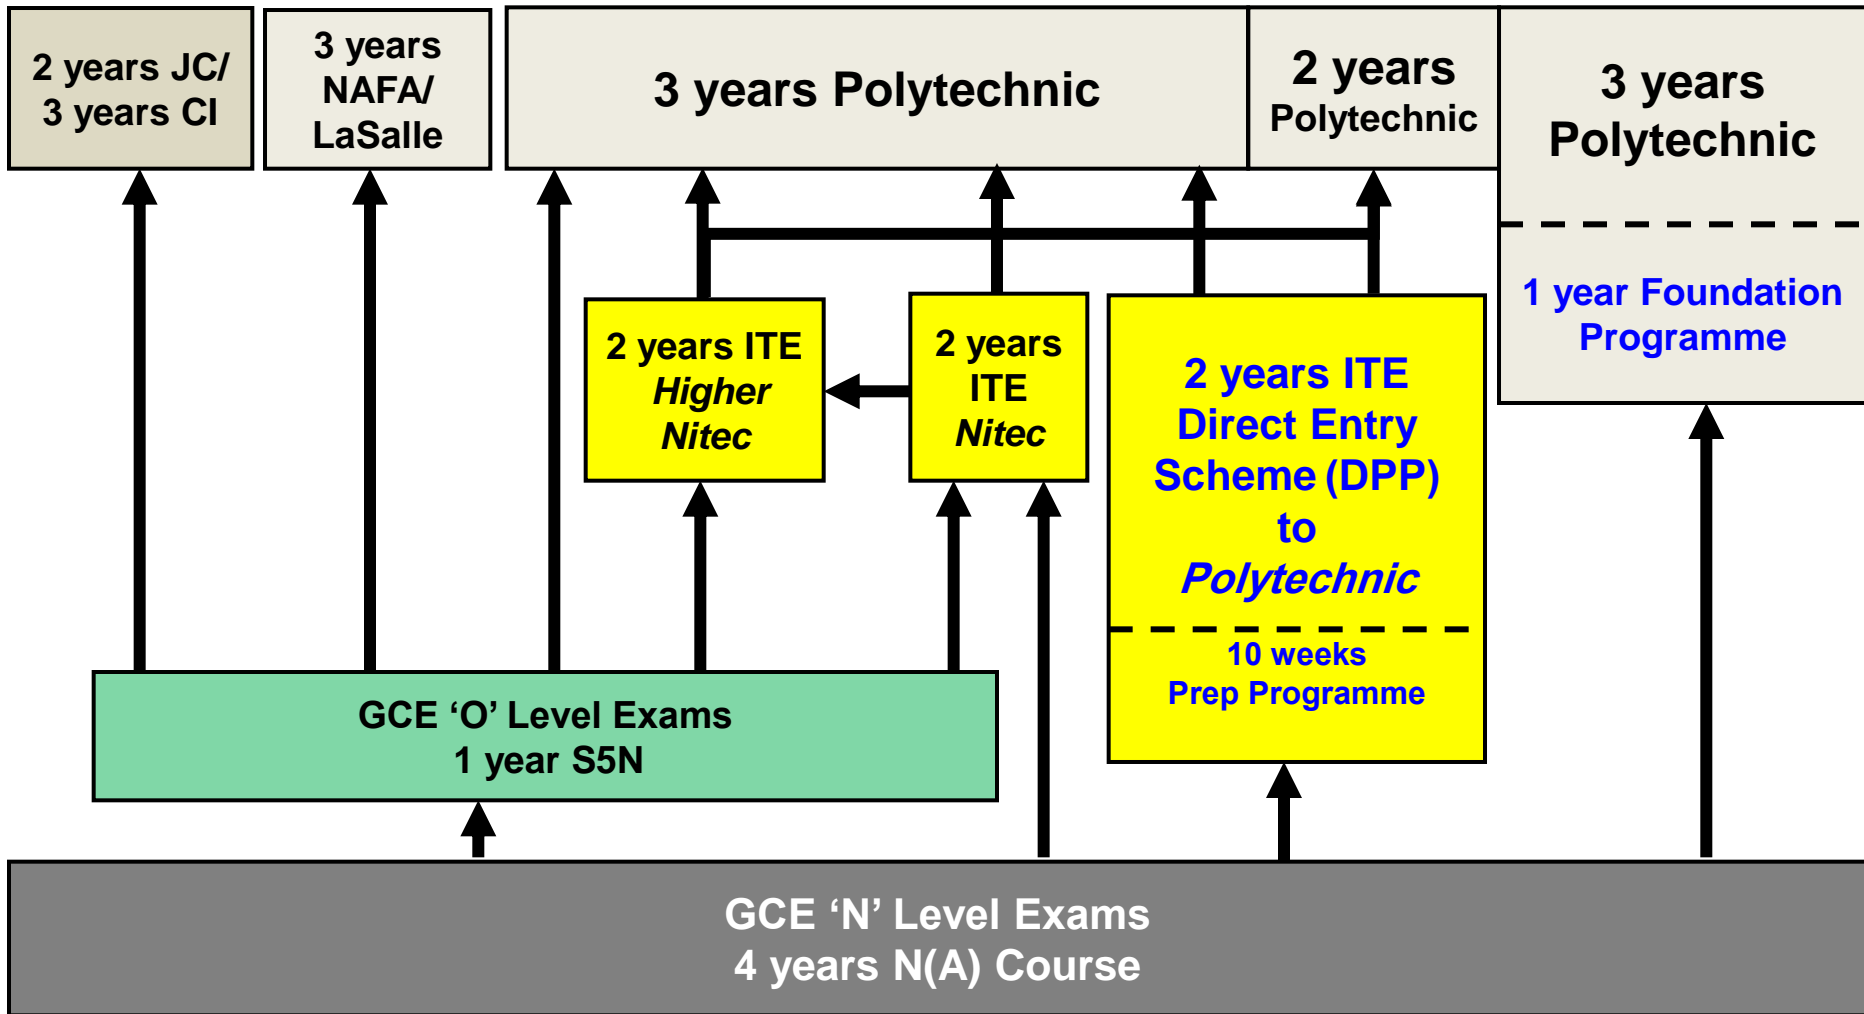 2 years JC/
3 years CI
3 years
NAFA/
LaSalle
3 years Polytechnic
2 years
Polytechnic
3 years
Polytechnic
1 year Foundation
Programme
2 years ITE
Higher
Nitec
2 years
ITE
Nitec
2 years ITE
Direct Entry
Scheme (DPP)
to
Polytechnic
10 weeks
Prep Programme
GCE ‘O’ Level Exams
1 year S5N
GCE ‘N’ Level Exams
4 years N(A) Course